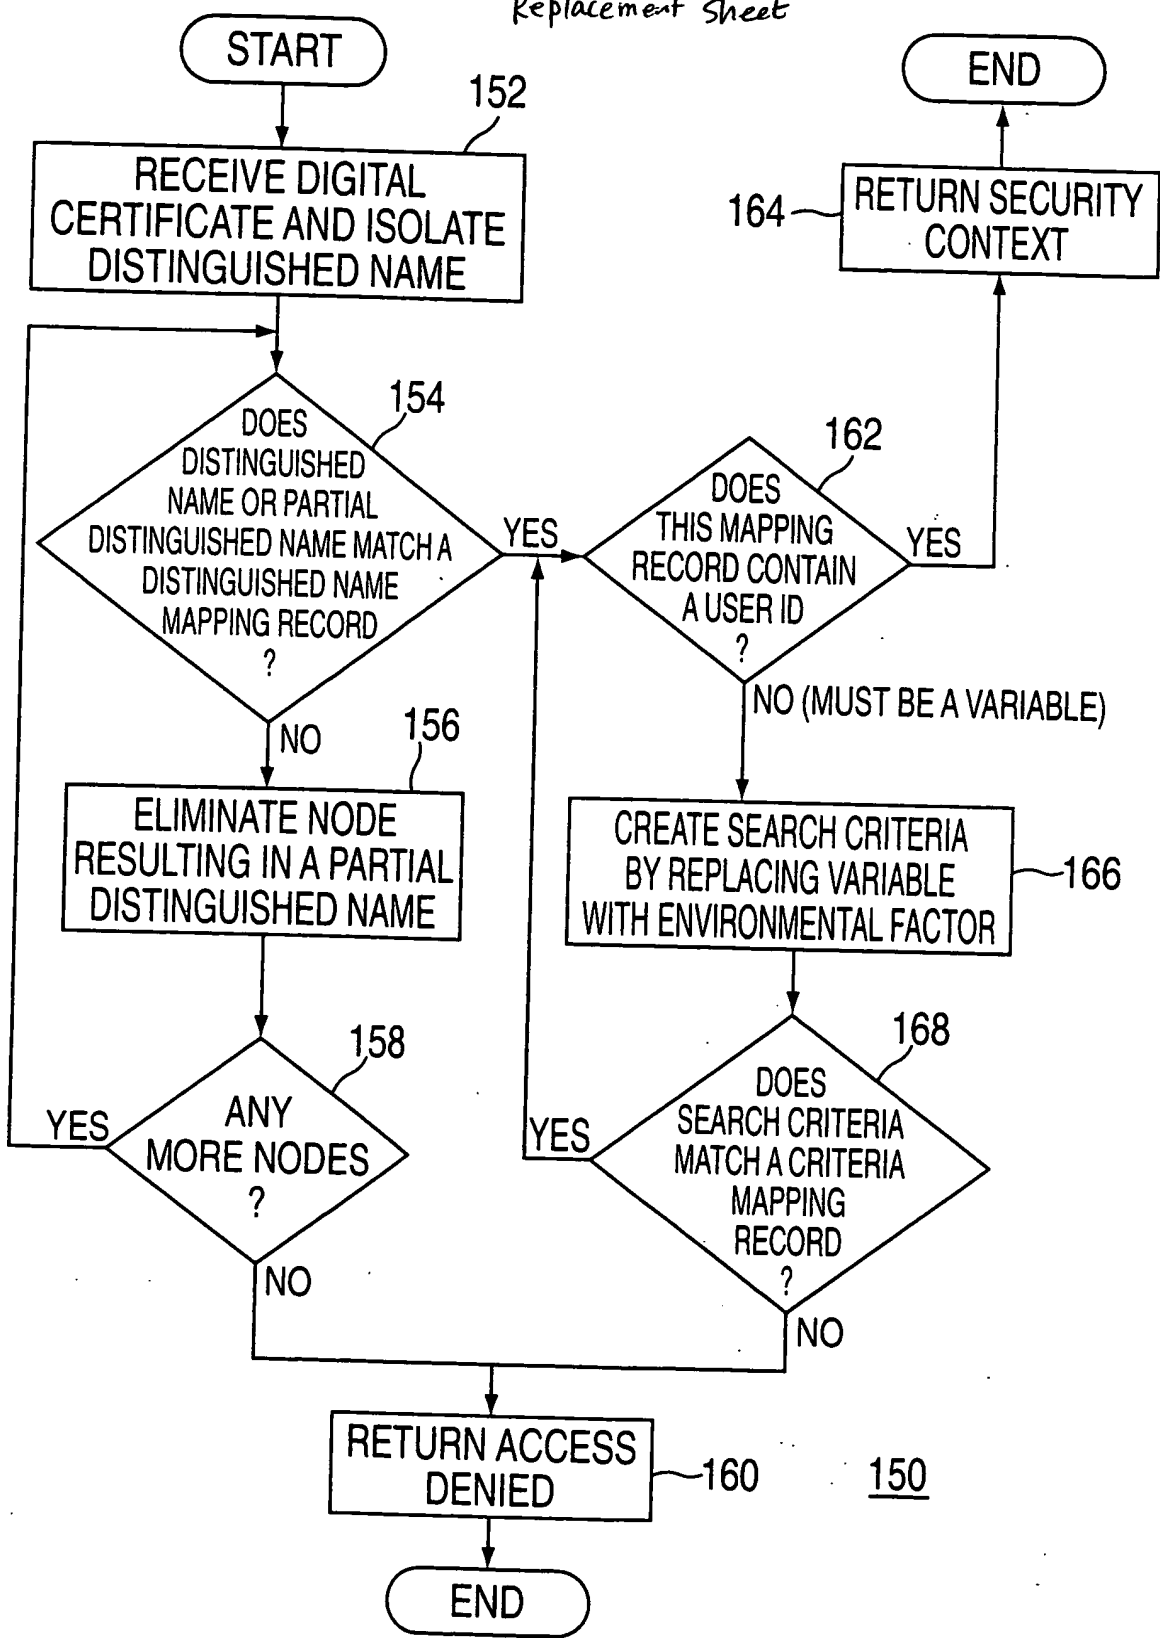 Replacement Sheet
START
END
152
RECEIVE DIGITAL
CERTIFICATE AND ISOLATE
DISTINGUISHED NAME
164
RETURN SECURITY
CONTEXT
154
DOES
DISTINGUISHED
NAME OR PARTIAL
DISTINGUISHED NAME MATCH A
DISTINGUISHED NAME
MAPPING RECORD
?
YES
162
DOES
THIS MAPPING
RECORD CONTAIN
A USER ID
?
YES
NO
NO (MUST BE A VARIABLE)
156
ELIMINATE NODE
RESULTING IN A PARTIAL
DISTINGUISHED NAME
CREATE SEARCH CRITERIA
BY REPLACING VARIABLE
WITH ENVIRONMENTAL FACTOR
166
158
ANY
MORE NODES
?
YES
NO
168
DOES
SEARCH CRITERIA
MATCH A CRITERIA
MAPPING
RECORD
?
YES
NO
RETURN ACCESS
DENIED
160
150
END